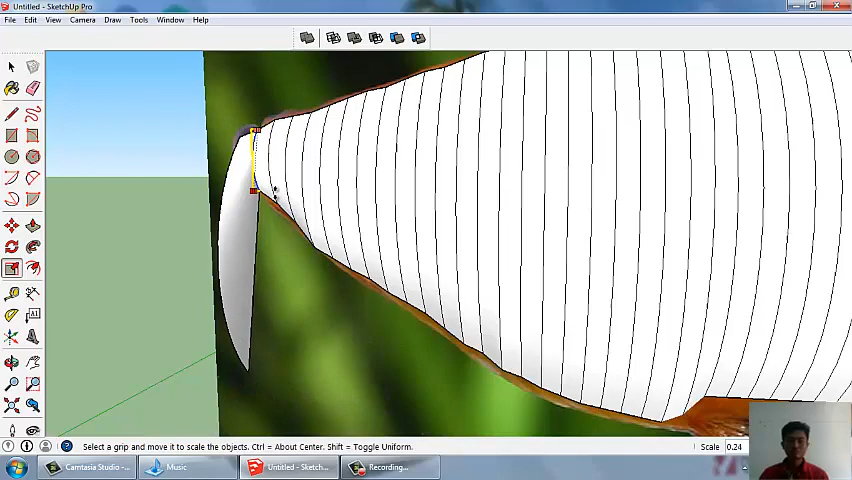 Untitled - SketchUp Pro
File Edit View Camera Draw Tools Window Help
A1
Select a grip and move it to scale the objects. Ctrl = About Center. Shift = Toggle Uniform.
Scale 0.24
Camtasia Studio -... Music Untitled - Sketch... Recording...